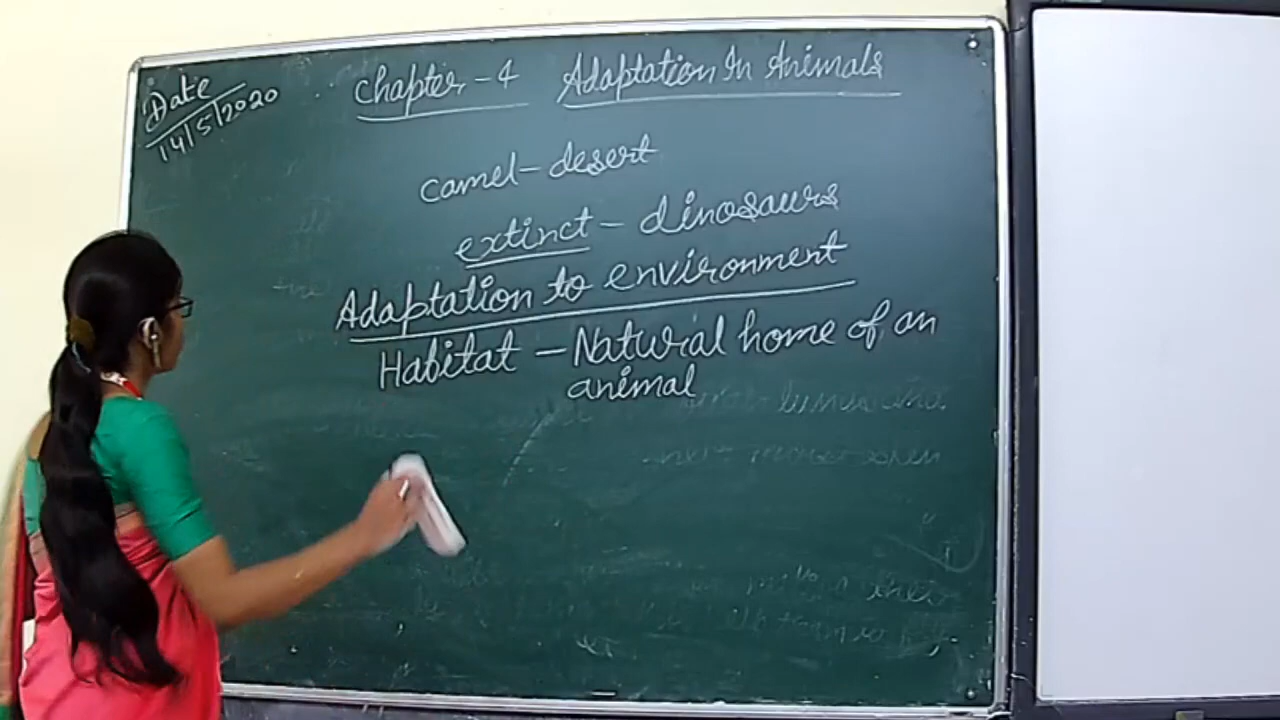 Date
14/5/2020
Chapter - 4 Adaptation In Animals
camel - desert
extinct - dinosaurs
Adaptation to environment
Habitat - Natural home of an
animal